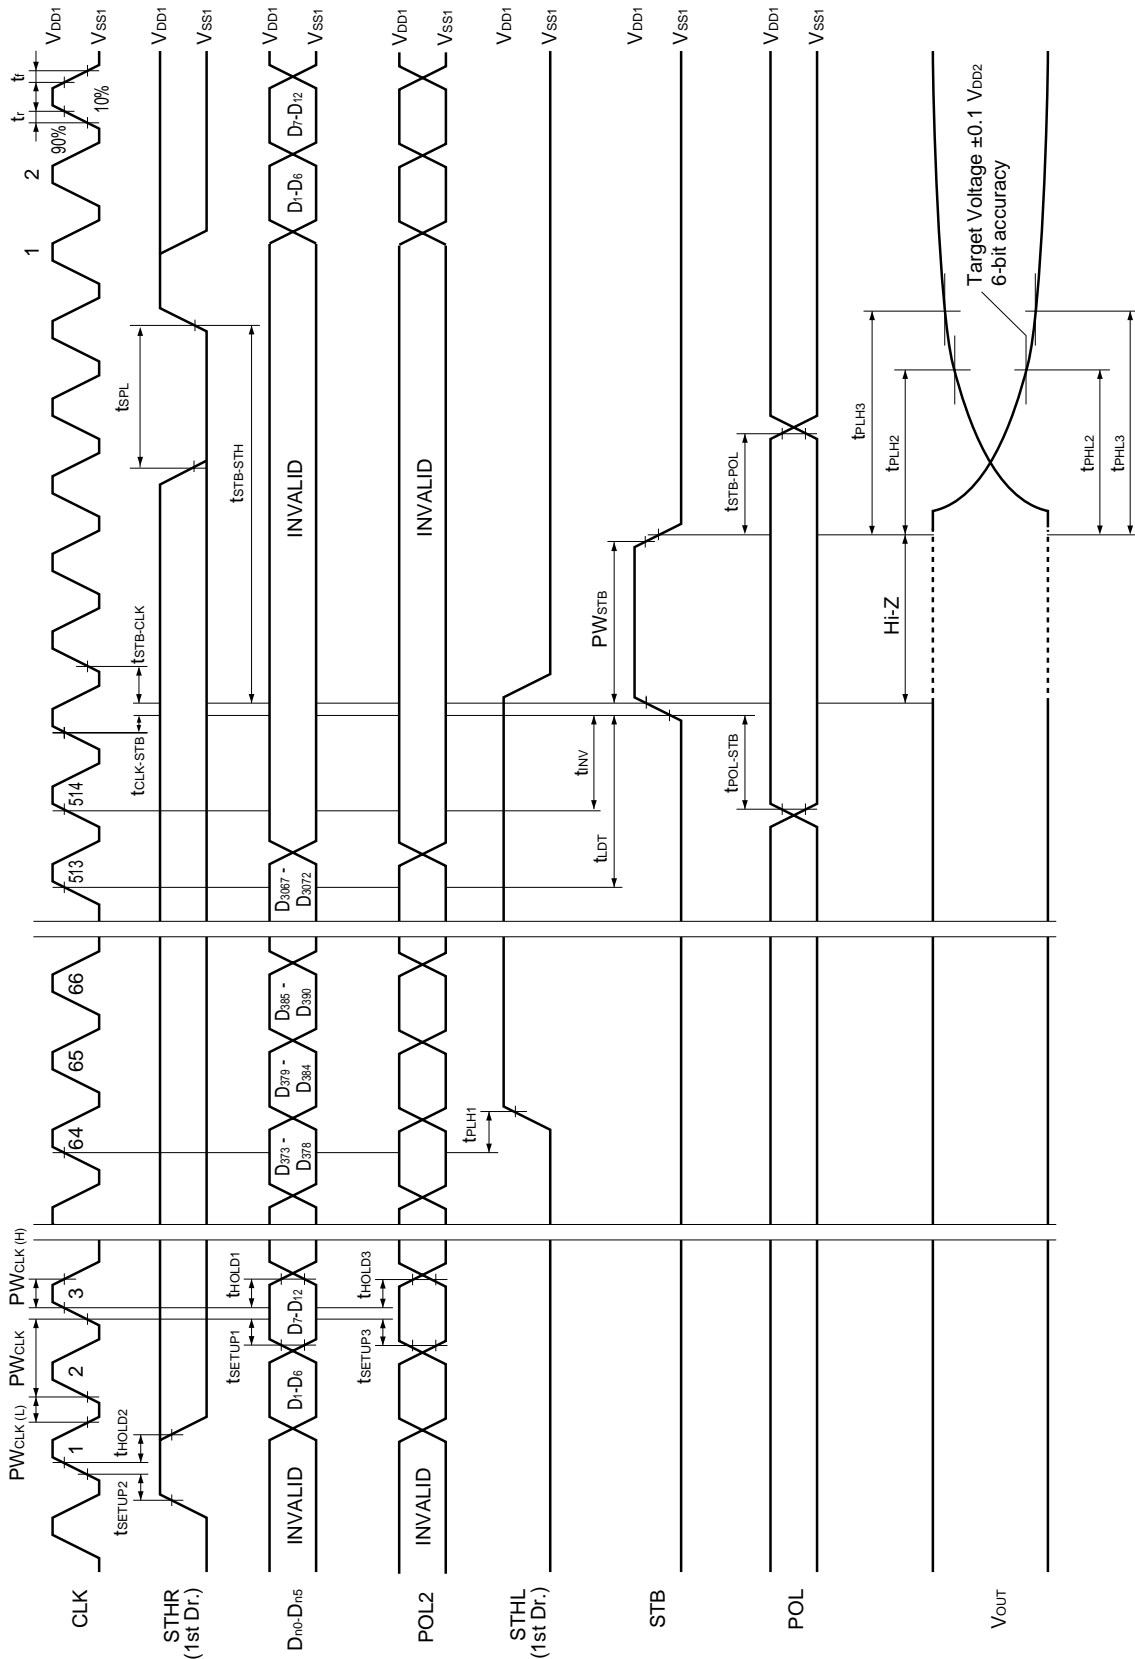 CLK
PWCLK (L)
PWCLK
PWCLK (H)
1
2
3
64
65
66
513
514
1
2
tr
tf
90%
10%
VDD1
VSS1
tSETUP2
tHOLD2
tCLK-STB
tSTB-CLK
tSPL
STHR
(1st Dr.)
VDD1
VSS1
tSETUP1
tHOLD1
tSTB-STH
Dn0-Dn5
INVALID
D1-D6
D7-D12
D373 -
D378
D379 -
D384
D385 -
D390
D3067 -
D3072
INVALID
D1-D6
D7-D12
VDD1
VSS1
tSETUP3
tHOLD3
POL2
INVALID
INVALID
VDD1
VSS1
tPLH1
STHL
(1st Dr.)
VDD1
VSS1
tINV
tLDT
PWSTB
STB
VDD1
VSS1
tPOL-STB
tSTB-POL
POL
VDD1
VSS1
tPLH3
Hi-Z
tPLH2
VOUT
Target Voltage ±0.1 VDD2
6-bit accuracy
tPHL2
tPHL3